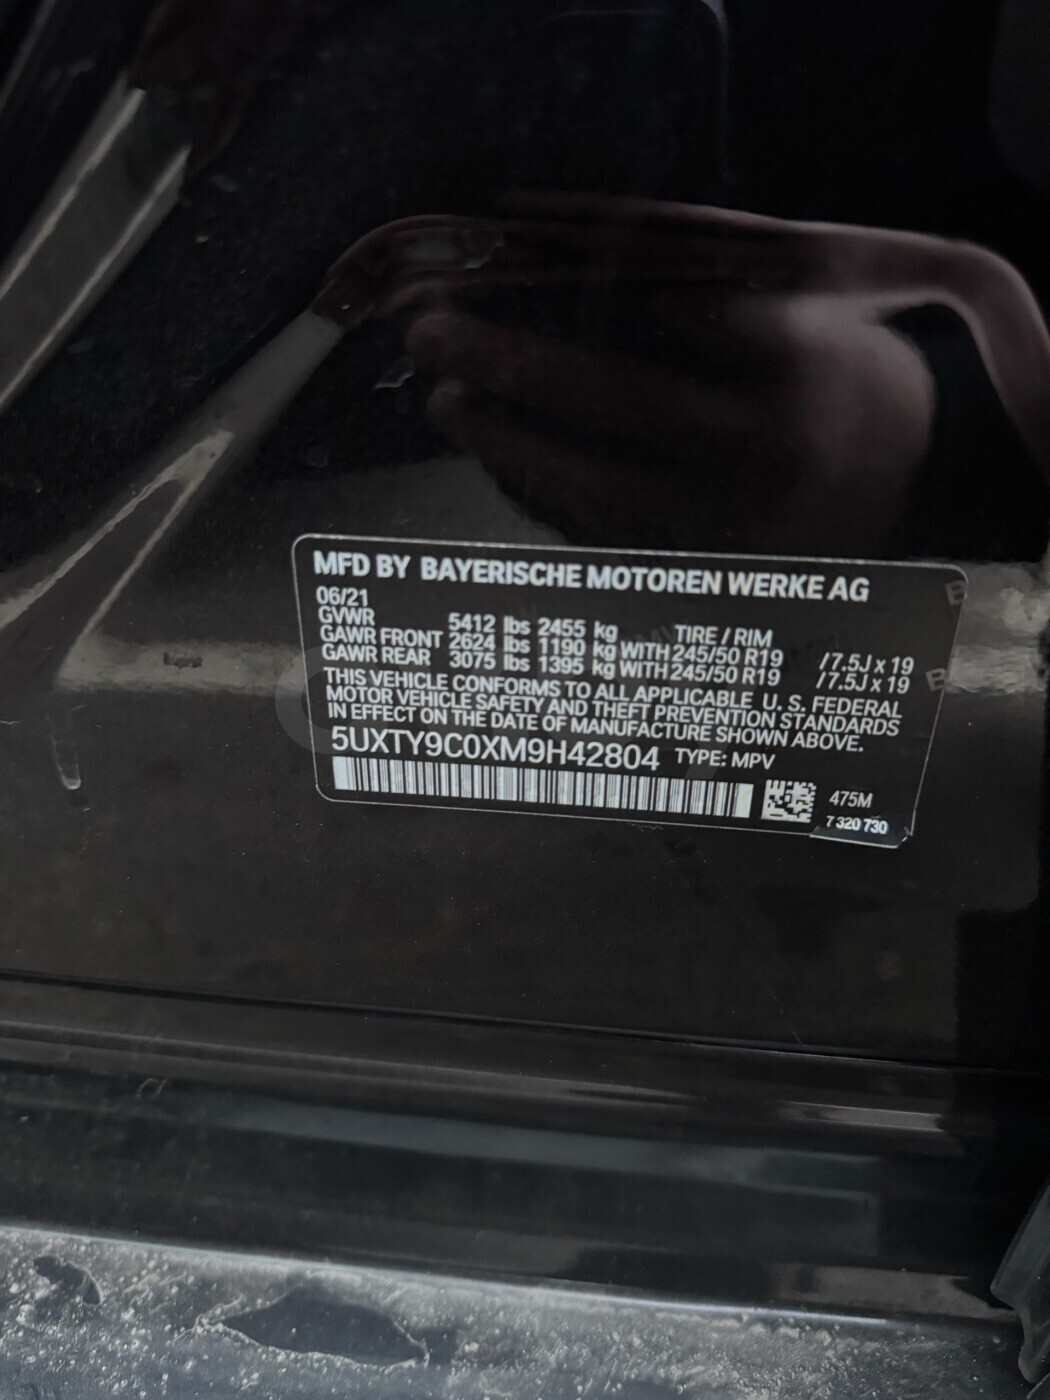 MFD BY BAYERISCHE MOTOREN WERKE AG
06/21
GVWR 5412 lbs 2455 kg TIRE / RIM
GAWR FRONT 2624 lbs 1190 kg WITH 245/50 R19 / 7.5J x 19
GAWR REAR 3075 lbs 1395 kg WITH 245/50 R19 / 7.5J x 19
THIS VEHICLE CONFORMS TO ALL APPLICABLE U. S. FEDERAL
MOTOR VEHICLE SAFETY AND THEFT PREVENTION STANDARDS
IN EFFECT ON THE DATE OF MANUFACTURE SHOWN ABOVE.
5UXTY9C0XM9H42804 TYPE: MPV
475M
7 320 730